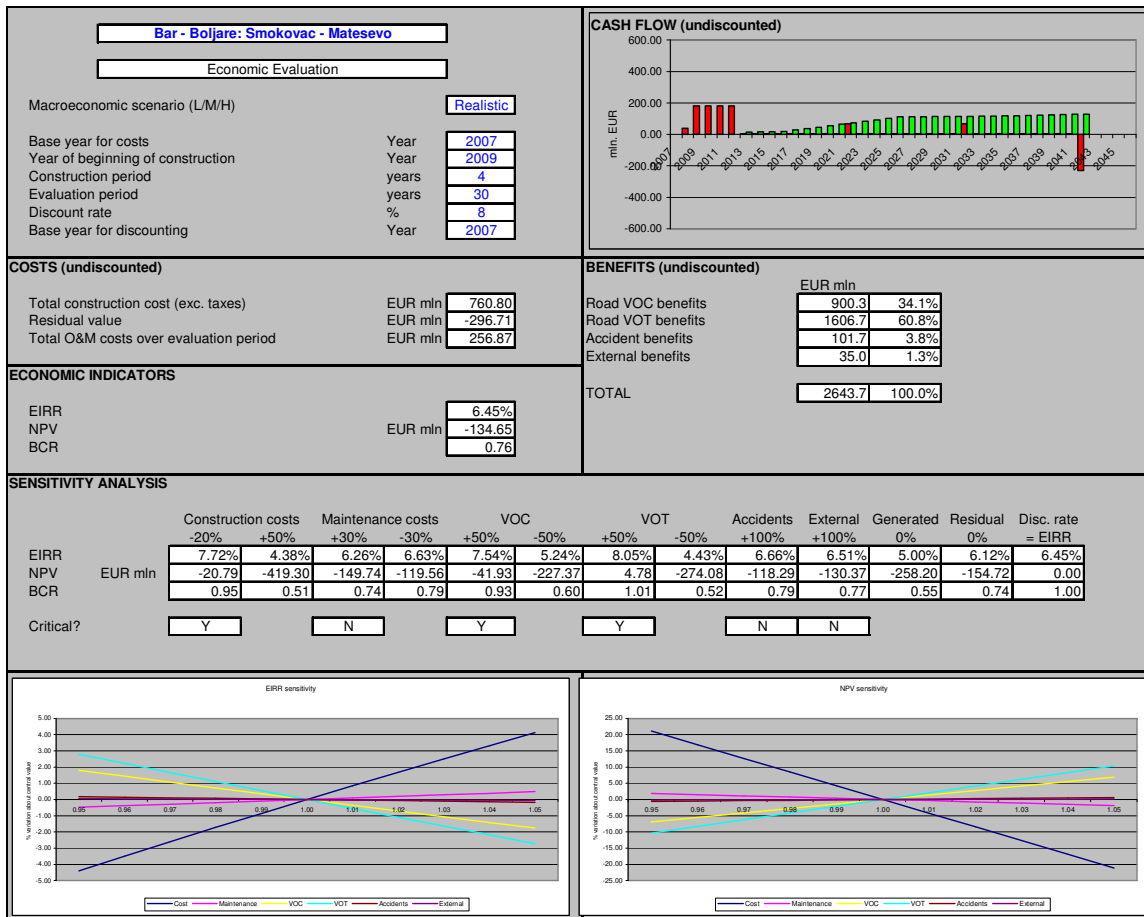 Bar - Boljare: Smokovac - Matesevo
Economic Evaluation
Macroeconomic scenario (L/M/H) Realistic
Base year for costs Year 2007
Year of beginning of construction Year 2009
Construction period years 4
Evaluation period years 30
Discount rate % 8
Base year for discounting Year 2007
CASH FLOW (undiscounted)
600.00
400.00
200.00
0.00
-200.00
-400.00
-600.00
mln. EUR
2007 2009 2011 2013 2015 2017 2019 2021 2023 2025 2027 2029 2031 2033 2035 2037 2039 2041 2043 2045
COSTS (undiscounted)
Total construction cost (exc. taxes) EUR mln 760.80
Residual value EUR mln -296.71
Total O&M costs over evaluation period EUR mln 256.87
BENEFITS (undiscounted)
EUR mln
Road VOC benefits 900.3 34.1%
Road VOT benefits 1606.7 60.8%
Accident benefits 101.7 3.8%
External benefits 35.0 1.3%
TOTAL 2643.7 100.0%
ECONOMIC INDICATORS
EIRR 6.45%
NPV EUR mln -134.65
BCR 0.76
SENSITIVITY ANALYSIS
Construction costs Maintenance costs VOC VOT Accidents External Generated Residual Disc. rate
-20% +50% +30% -30% +50% -50% +50% -50% +100% +100% 0% 0% = EIRR
EIRR 7.72% 4.38% 6.26% 6.63% 7.54% 5.24% 8.05% 4.43% 6.66% 6.51% 5.00% 6.12% 6.45%
NPV EUR mln -20.79 -419.30 -149.74 -119.56 -41.93 -227.37 4.78 -274.08 -118.29 -130.37 -258.20 -154.72 0.00
BCR 0.95 0.51 0.74 0.79 0.93 0.60 1.01 0.52 0.79 0.77 0.55 0.74 1.00
Critical? Y N Y Y N N
EIRR sensitivity
5.00
4.00
3.00
2.00
1.00
0.00
-1.00
-2.00
-3.00
-4.00
-5.00
% variation about central value
0.95 0.96 0.97 0.98 0.99 1.00 1.01 1.02 1.03 1.04 1.05
Cost Maintenance VOC VOT Accidents External
NPV sensitivity
25.00
20.00
15.00
10.00
5.00
0.00
-5.00
-10.00
-15.00
-20.00
-25.00
% variation about central value
0.95 0.96 0.97 0.98 0.99 1.00 1.01 1.02 1.03 1.04 1.05
Cost Maintenance VOC VOT Accidents External